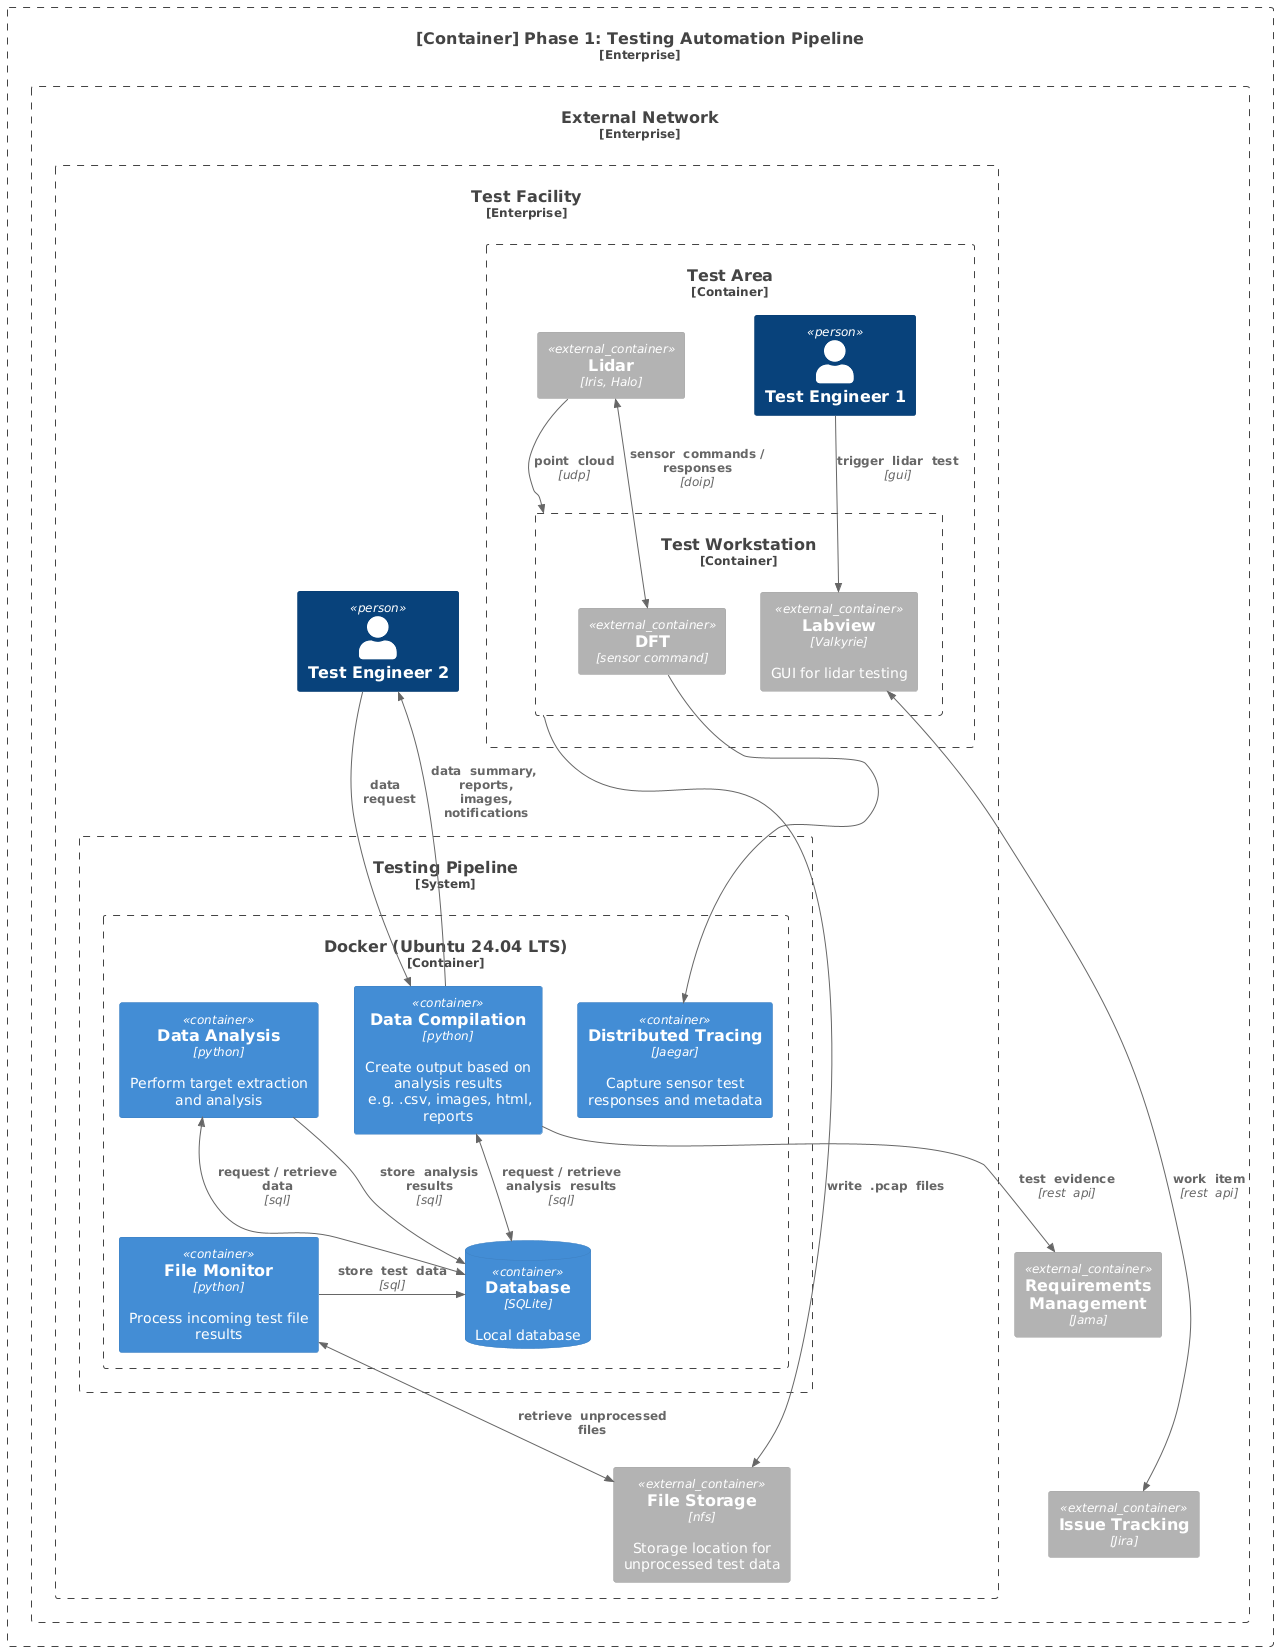 [Container] Phase 1: Testing Automation Pipeline
[Enterprise]
External Network
[Enterprise]
Test Facility
[Enterprise]
Test Area
[Container]
«external_container»
Lidar
[Iris, Halo]
«person»
Test Engineer 1
point cloud
[udp]
sensor commands /
responses
[doip]
trigger lidar test
[gui]
Test Workstation
[Container]
«external_container»
DFT
[sensor command]
«external_container»
Labview
[Valkyrie]
GUI for lidar testing
«person»
Test Engineer 2
data
request
data summary,
reports,
images,
notifications
Testing Pipeline
[System]
Docker (Ubuntu 24.04 LTS)
[Container]
«container»
Data Analysis
[python]
Perform target extraction
and analysis
«container»
Data Compilation
[python]
Create output based on
analysis results
e.g. .csv, images, html,
reports
«container»
Distributed Tracing
[Jaegar]
Capture sensor test
responses and metadata
request / retrieve
data
[sql]
store analysis
results
[sql]
request / retrieve
analysis results
[sql]
write .pcap files
test evidence
[rest api]
work item
[rest api]
«container»
File Monitor
[python]
Process incoming test file
results
store test data
[sql]
«container»
Database
[SQLite]
Local database
«external_container»
Requirements
Management
[Jama]
retrieve unprocessed
files
«external_container»
File Storage
[nfs]
Storage location for
unprocessed test data
«external_container»
Issue Tracking
[Jira]